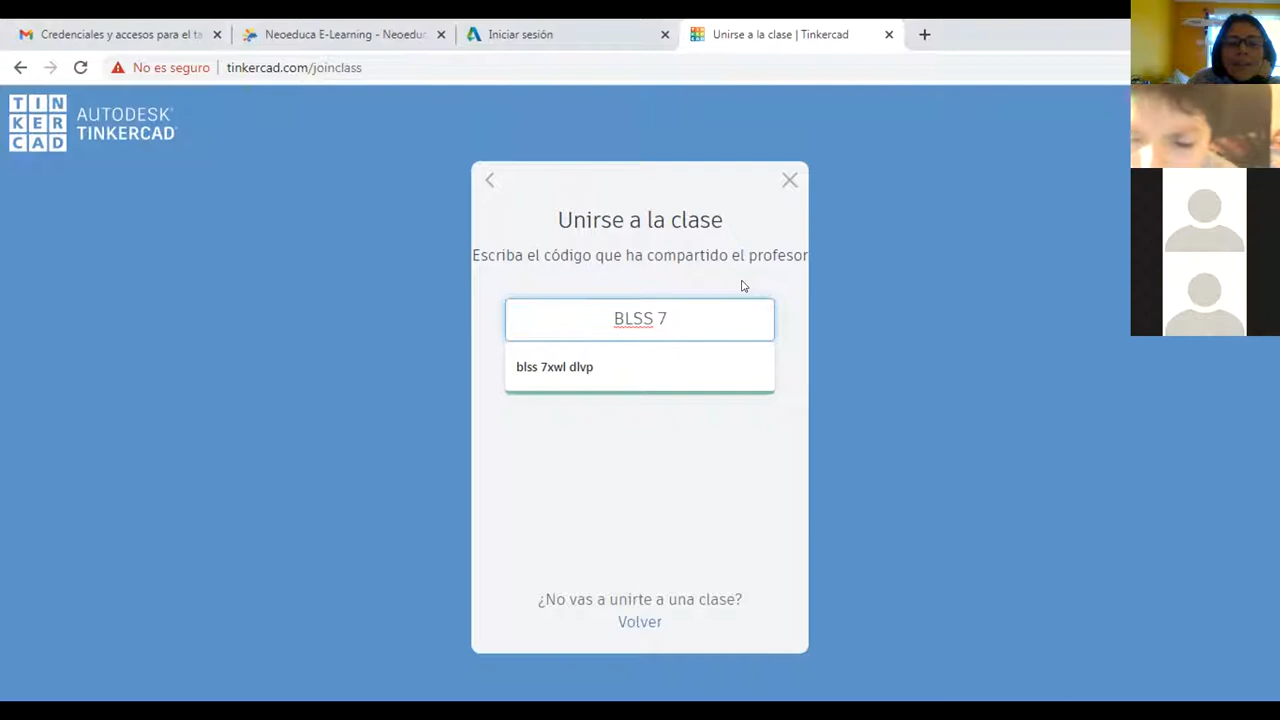 Credenciales y accesos para el ta
Neoeduca E-Learning - Neoeduc
Iniciar sesión
Unirse a la clase | Tinkercad
No es seguro
tinkercad.com/joinclass
TIN
KER
CAD
AUTODESK®
TINKERCAD®
Unirse a la clase
Escriba el código que ha compartido el profesor
BLSS 7
blss 7xwl dlvp
¿No vas a unirte a una clase?
Volver